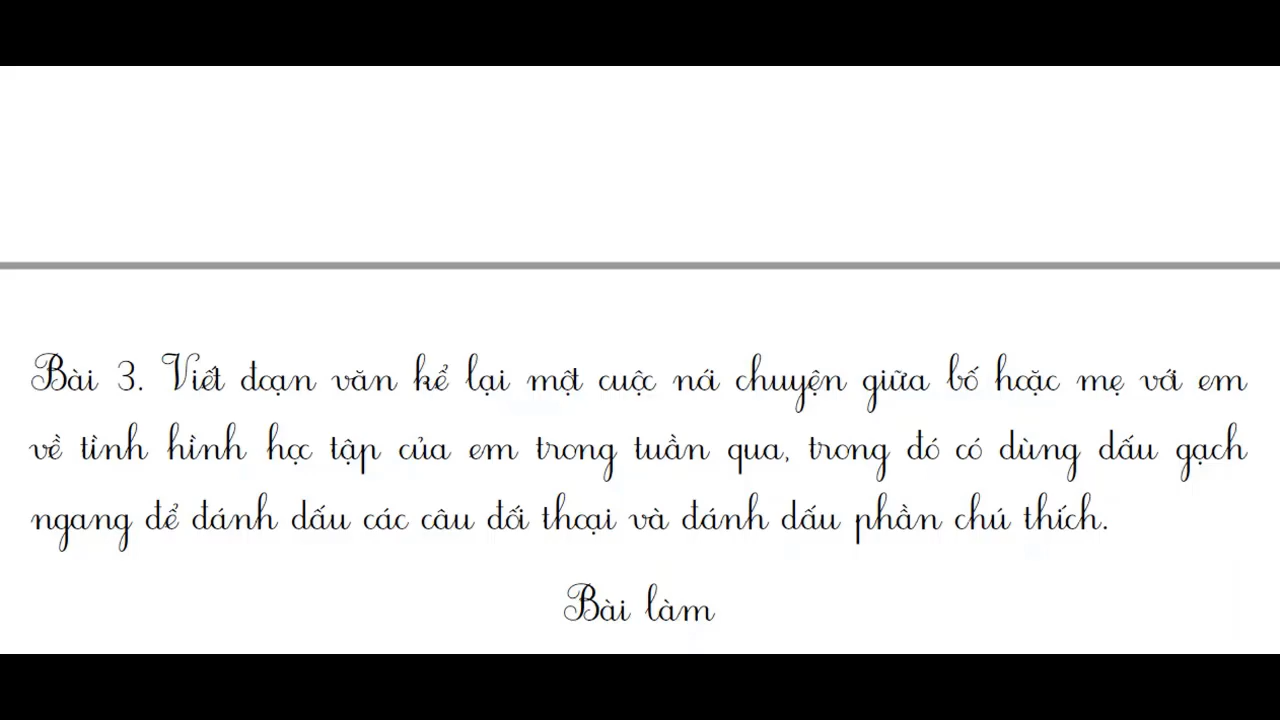 Bài 3. Viết đoạn văn kể lại một cuộc nói chuyện giữa bố hoặc mẹ với em
về tình hình học tập của em trong tuần qua, trong đó có dùng dấu gạch
ngang để đánh dấu các câu đối thoại và đánh dấu phần chú thích.
Bài làm